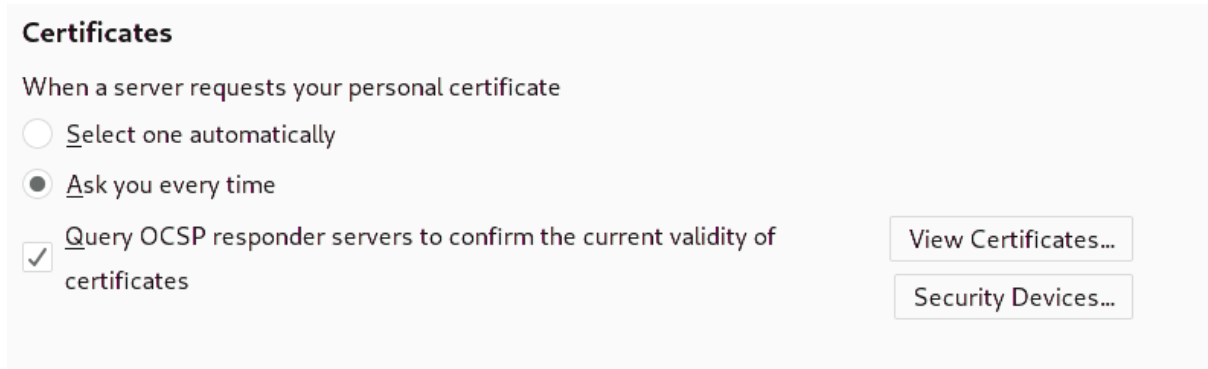 Certificates
When a server requests your personal certificate
Select one automatically
Ask you every time
Query OCSP responder servers to confirm the current validity of
certificates
View Certificates...
Security Devices...